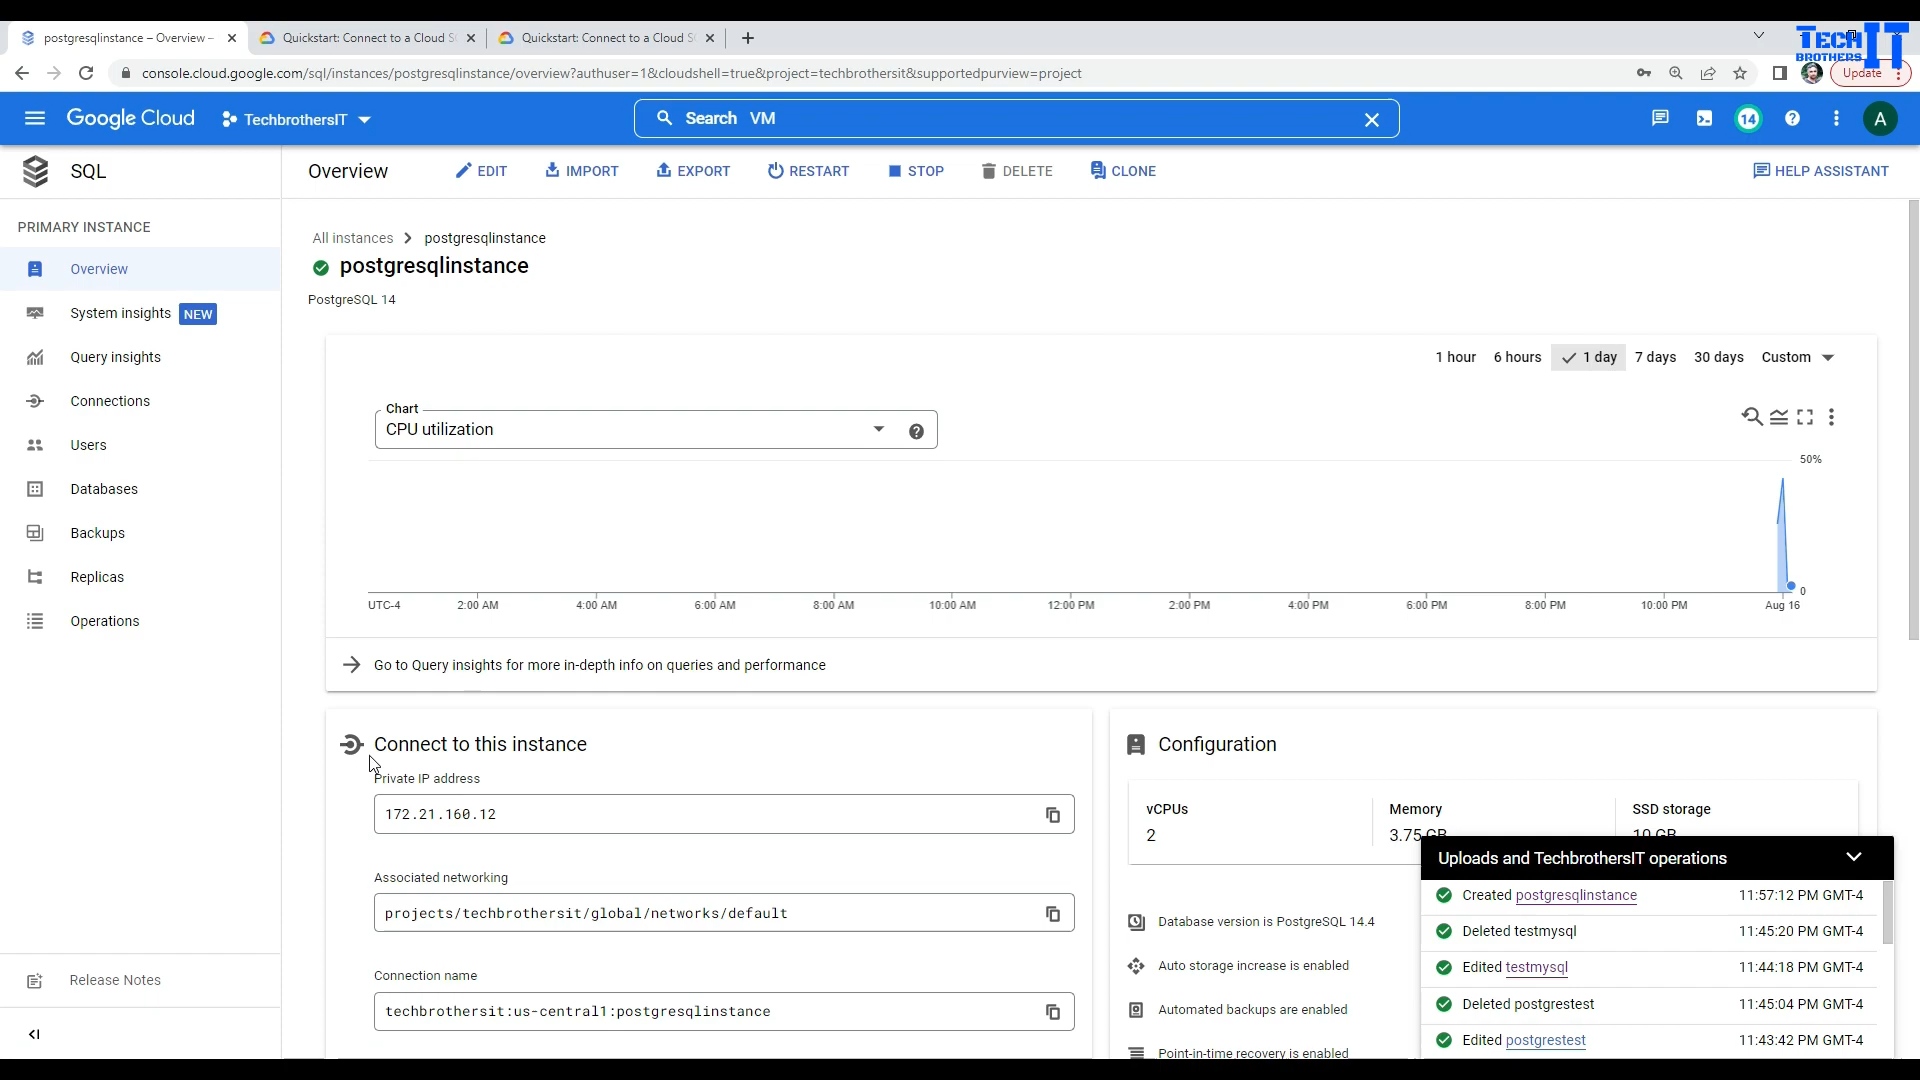 postgresqlinstance – Overview –
Quickstart: Connect to a Cloud S
Quickstart: Connect to a Cloud S
TECH IT
BROTHERS
console.cloud.google.com/sql/instances/postgresqlinstance/overview?authuser=1&cloudshell=true&project=techbrothersit&supportedpurview=project
Update
Google Cloud
TechbrothersIT
Search VM
14
A
SQL
Overview
EDIT
IMPORT
EXPORT
RESTART
STOP
DELETE
CLONE
HELP ASSISTANT
PRIMARY INSTANCE
Overview
System insights NEW
Query insights
Connections
Users
Databases
Backups
Replicas
Operations
Release Notes
All instances > postgresqlinstance
postgresqlinstance
PostgreSQL 14
1 hour 6 hours 1 day 7 days 30 days Custom
Chart
CPU utilization
50%
0
UTC-4 2:00 AM 4:00 AM 6:00 AM 8:00 AM 10:00 AM 12:00 PM 2:00 PM 4:00 PM 6:00 PM 8:00 PM 10:00 PM Aug 16
Go to Query insights for more in-depth info on queries and performance
Connect to this instance
Private IP address
172.21.160.12
Associated networking
projects/techbrothersit/global/networks/default
Connection name
techbrothersit:us-central1:postgresqlinstance
Configuration
vCPUs Memory SSD storage
2 3.75 GB 10 GB
Database version is PostgreSQL 14.4
Auto storage increase is enabled
Automated backups are enabled
Point-in-time recovery is enabled
Uploads and TechbrothersIT operations
Created postgresqlinstance 11:57:12 PM GMT-4
Deleted testmysql 11:45:20 PM GMT-4
Edited testmysql 11:44:18 PM GMT-4
Deleted postgrestest 11:45:04 PM GMT-4
Edited postgrestest 11:43:42 PM GMT-4